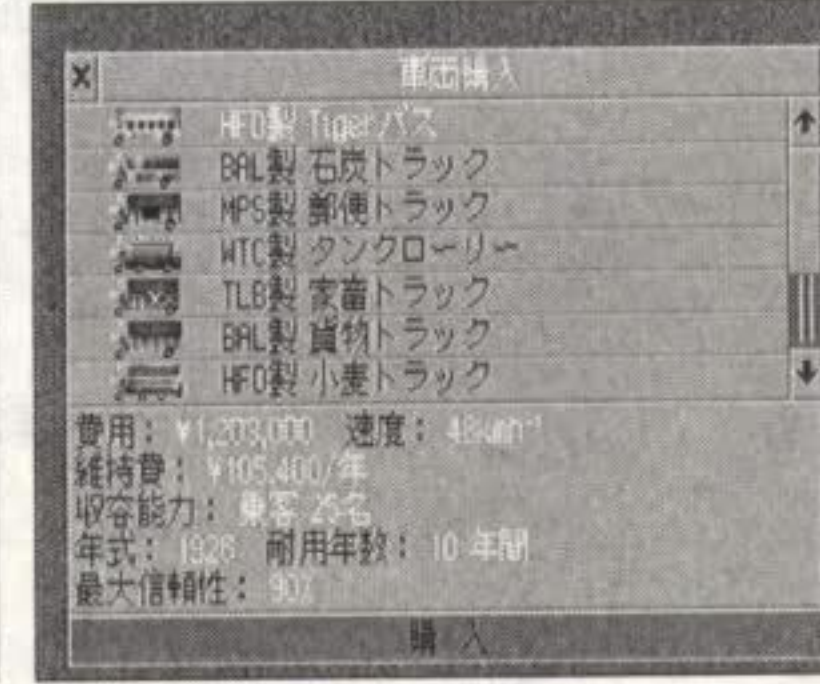 車両購入
HFO製 Tigerバス
BAL製 石炭トラック
MPS製 郵便トラック
WTC製 タンクローリー
TLB製 家畜トラック
BAL製 貨物トラック
HFO製 小麦トラック
費用： ¥1,203,000 速度： 48kmh⁻¹
維持費： ¥105,400/年
収容能力： 乗客 25名
年式： 1926 耐用年数： 10 年間
最大信頼性： 90%
購 入